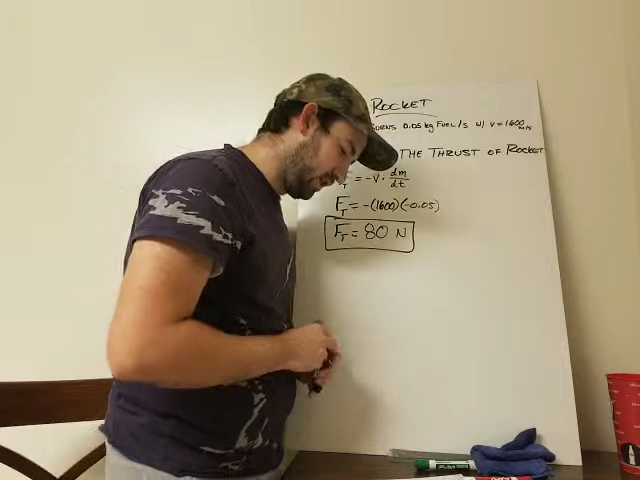 ROCKET
BURNS 0.05 kg FUEL/s W/ V = 1600 m/s
THE THRUST OF ROCKET
= -V · dm/dt
F_T = -(1600)(-0.05)
F_T = 80 N